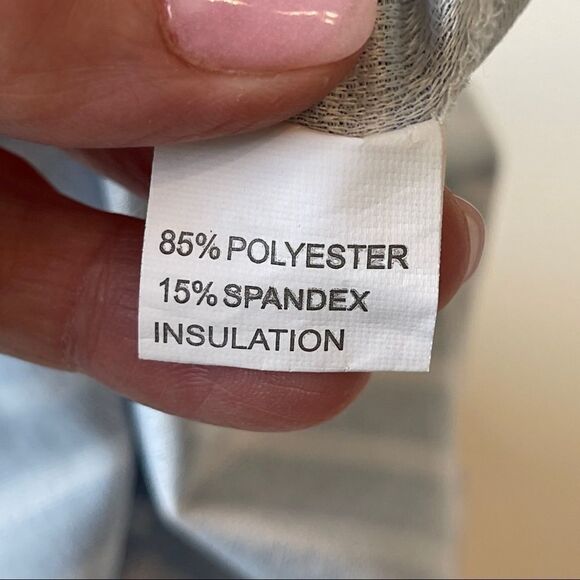 85% POLYESTER
15% SPANDEX
INSULATION